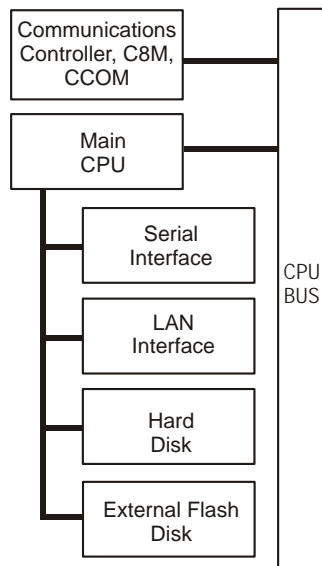 Communications
Controller, C8M,
CCOM
Main
CPU
Serial
Interface
CPU
BUS
LAN
Interface
Hard
Disk
External Flash
Disk